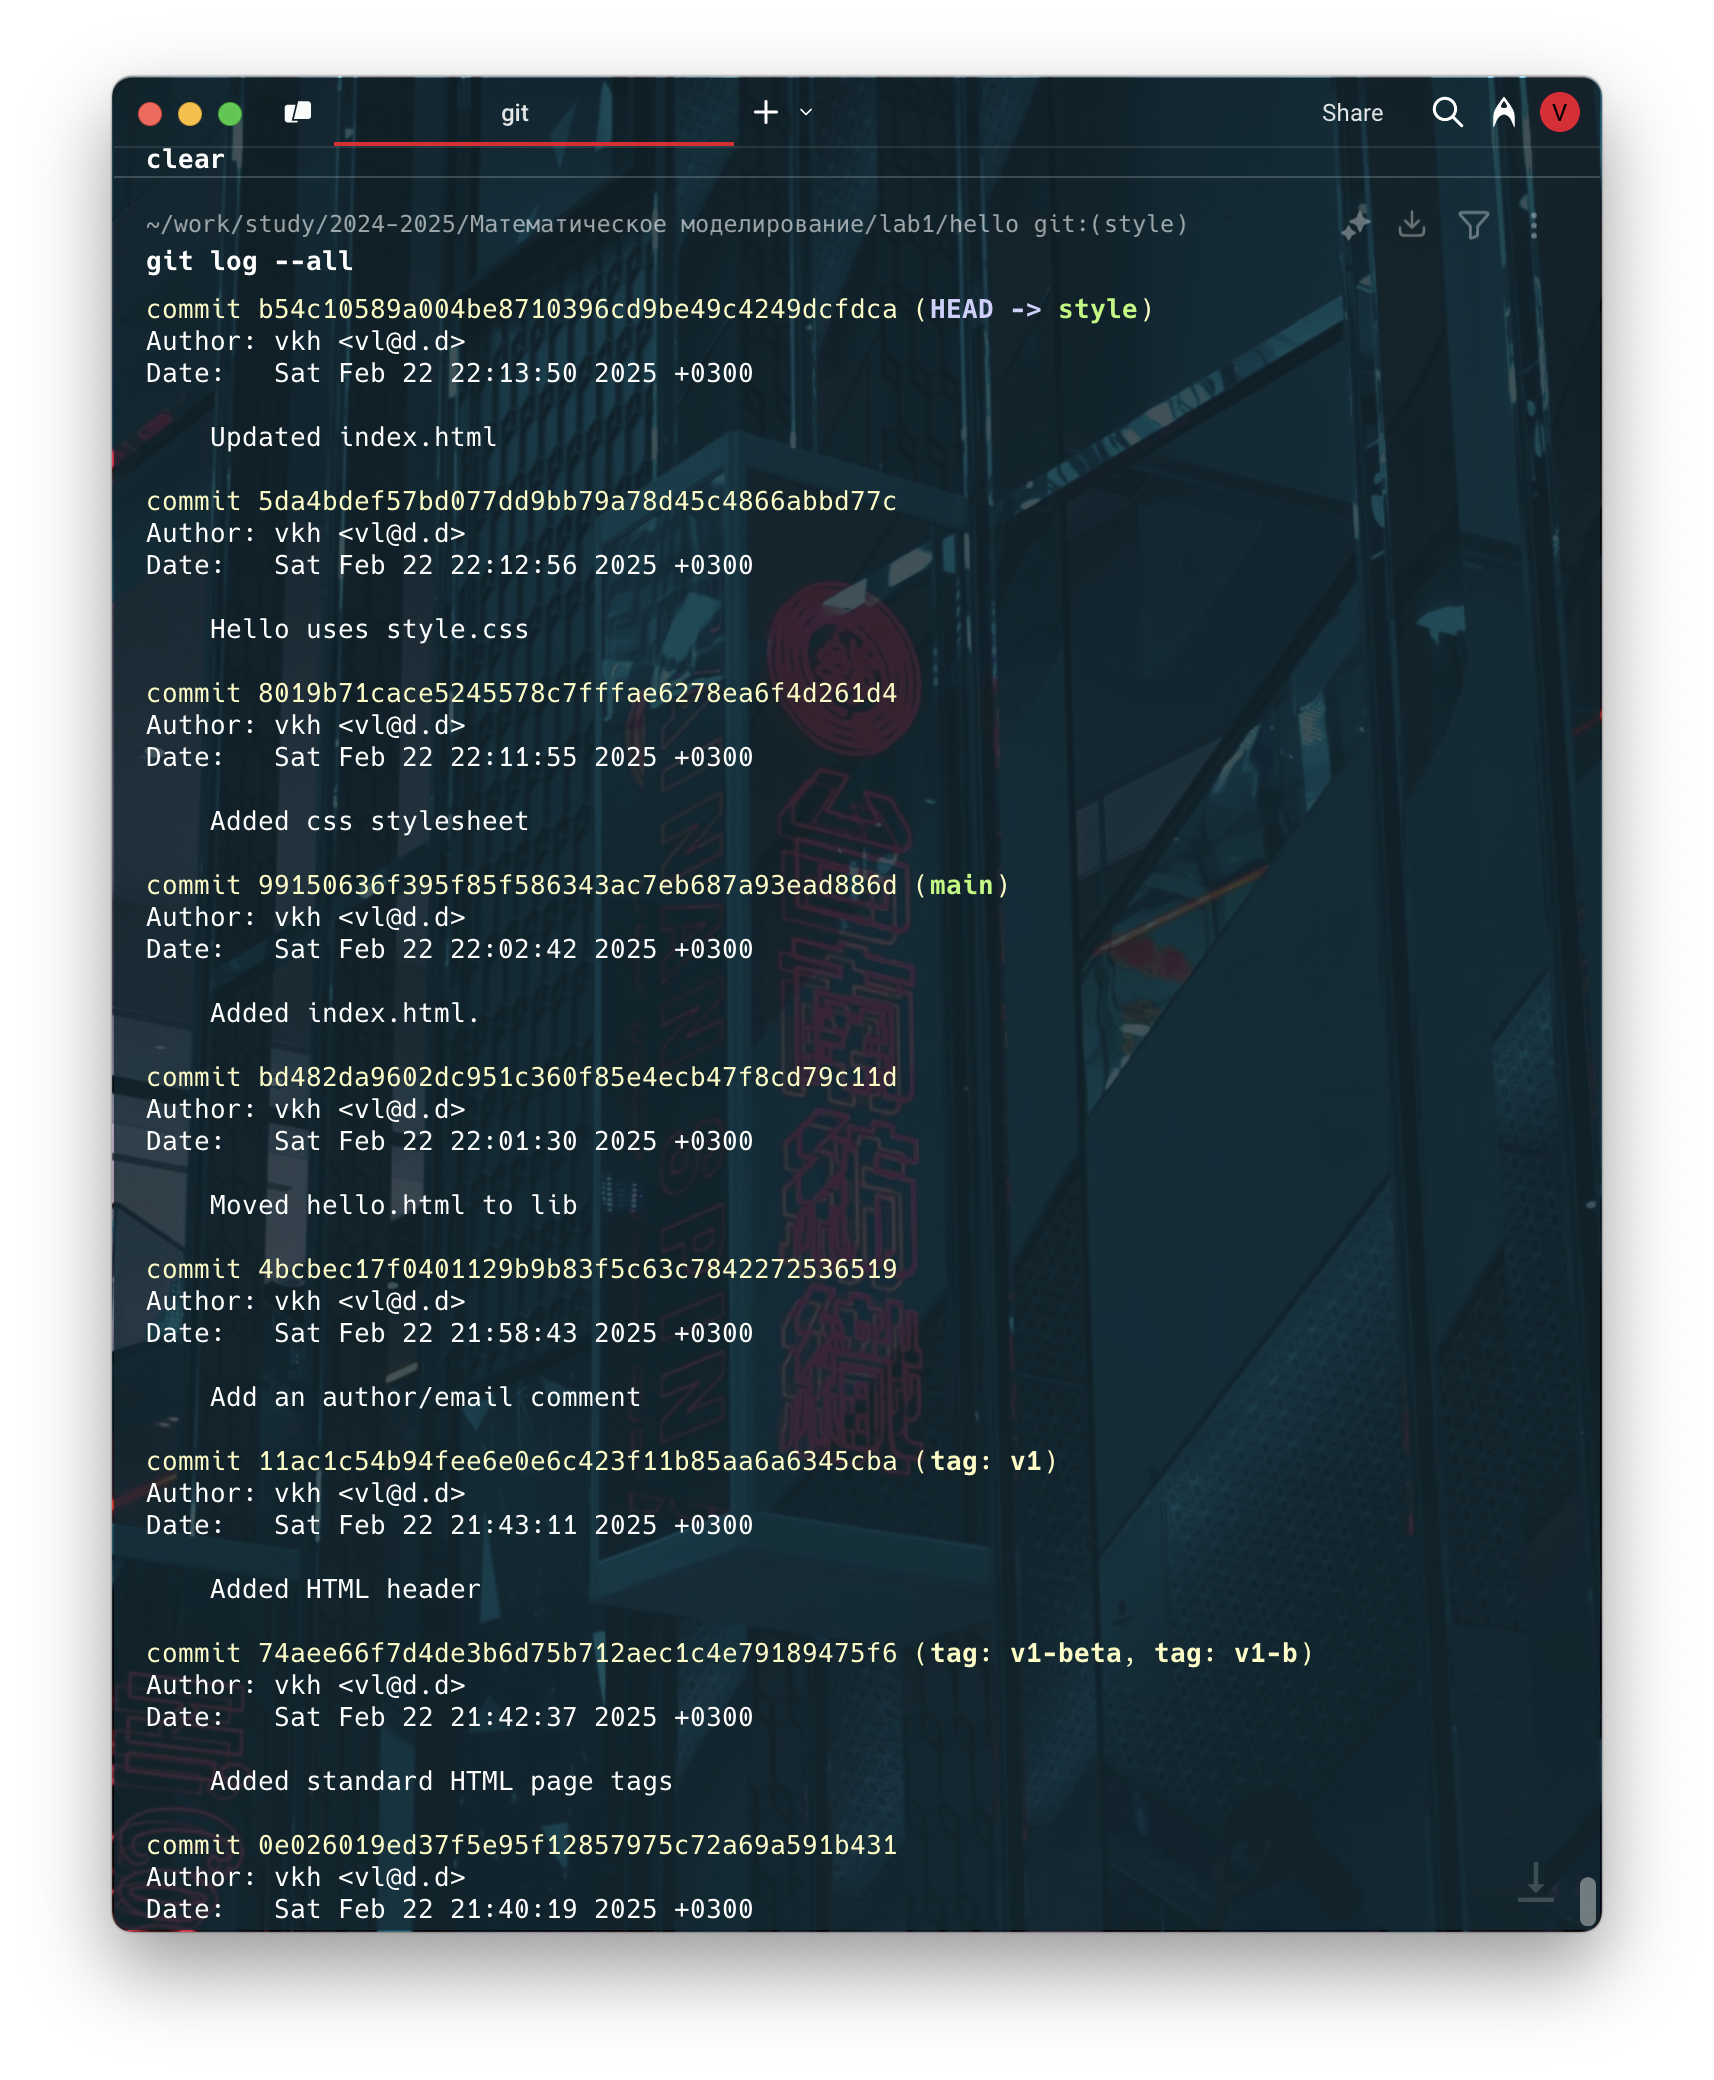 git
Share
V
clear
~/work/study/2024-2025/Математическое моделирование/lab1/hello git:(style)
git log --all
commit b54c10589a004be8710396cd9be49c4249dcfdca (HEAD -> style)
Author: vkh <vl@d.d>
Date:   Sat Feb 22 22:13:50 2025 +0300
Updated index.html
commit 5da4bdef57bd077dd9bb79a78d45c4866abbd77c
Author: vkh <vl@d.d>
Date:   Sat Feb 22 22:12:56 2025 +0300
Hello uses style.css
commit 8019b71cace5245578c7fffae6278ea6f4d261d4
Author: vkh <vl@d.d>
Date:   Sat Feb 22 22:11:55 2025 +0300
Added css stylesheet
commit 99150636f395f85f586343ac7eb687a93ead886d (main)
Author: vkh <vl@d.d>
Date:   Sat Feb 22 22:02:42 2025 +0300
Added index.html.
commit bd482da9602dc951c360f85e4ecb47f8cd79c11d
Author: vkh <vl@d.d>
Date:   Sat Feb 22 22:01:30 2025 +0300
Moved hello.html to lib
commit 4bcbec17f0401129b9b83f5c63c7842272536519
Author: vkh <vl@d.d>
Date:   Sat Feb 22 21:58:43 2025 +0300
Add an author/email comment
commit 11ac1c54b94fee6e0e6c423f11b85aa6a6345cba (tag: v1)
Author: vkh <vl@d.d>
Date:   Sat Feb 22 21:43:11 2025 +0300
Added HTML header
commit 74aee66f7d4de3b6d75b712aec1c4e79189475f6 (tag: v1-beta, tag: v1-b)
Author: vkh <vl@d.d>
Date:   Sat Feb 22 21:42:37 2025 +0300
Added standard HTML page tags
commit 0e026019ed37f5e95f12857975c72a69a591b431
Author: vkh <vl@d.d>
Date:   Sat Feb 22 21:40:19 2025 +0300